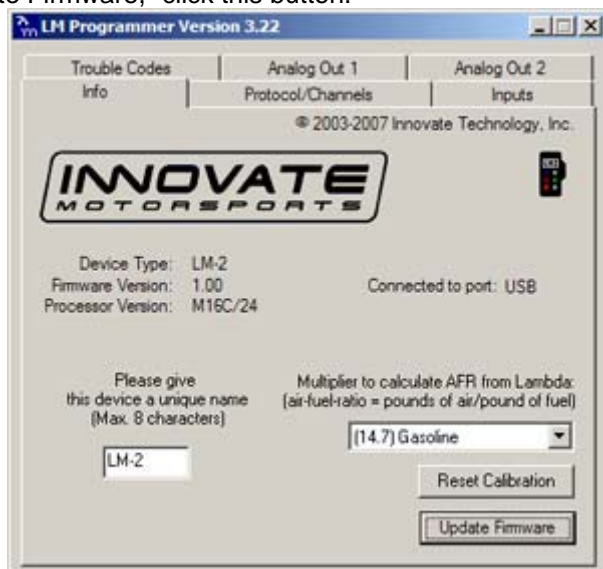 te Firmware," click this button.
LM Programmer Version 3.22
Trouble Codes Analog Out 1 Analog Out 2
Info Protocol/Channels Inputs
© 2003-2007 Innovate Technology, Inc.
INNOVATE
MOTORSPORTS
Device Type: LM-2
Firmware Version: 1.00 Connected to port: USB
Processor Version: M16C/24
Please give
this device a unique name
(Max. 8 characters)
LM-2
Multiplier to calculate AFR from Lambda:
(air-fuel-ratio = pounds of air/pound of fuel)
(14.7) Gasoline
Reset Calibration
Update Firmware